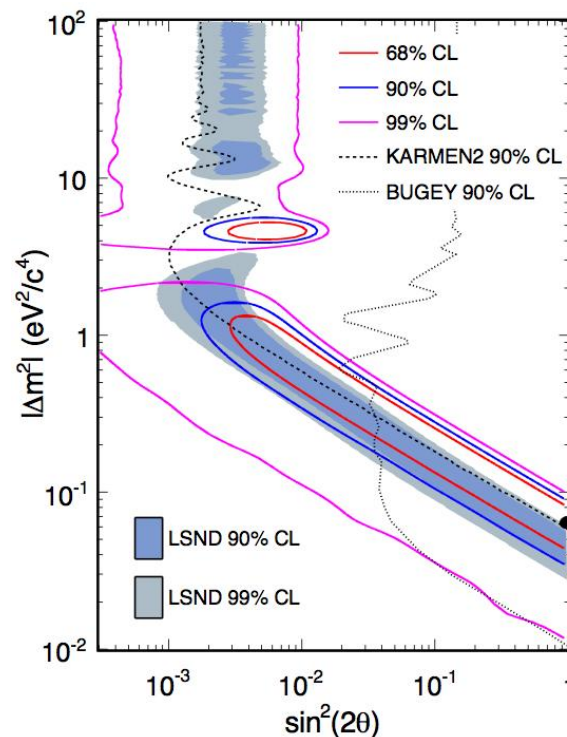 10²
68% CL
90% CL
99% CL
KARMEN2 90% CL
BUGEY 90% CL
10
1
10⁻¹
10⁻²
|Δm²| (eV²/c⁴)
LSND 90% CL
LSND 99% CL
10⁻³ 10⁻² 10⁻¹ 1
sin²(2θ)